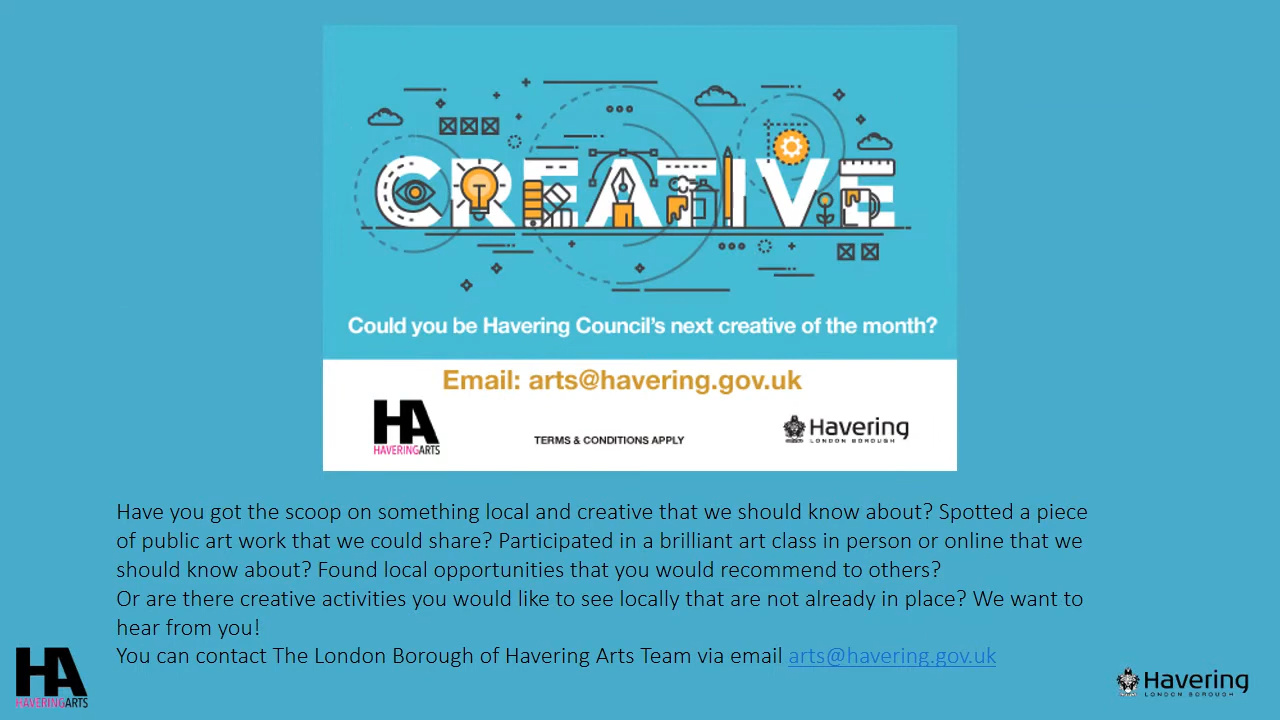 CREATIVE
Could you be Havering Council's next creative of the month?
Email: arts@havering.gov.uk
HA
HAVERINGARTS
TERMS & CONDITIONS APPLY
Havering
LONDON BOROUGH
Have you got the scoop on something local and creative that we should know about? Spotted a piece
of public art work that we could share? Participated in a brilliant art class in person or online that we
should know about? Found local opportunities that you would recommend to others?
Or are there creative activities you would like to see locally that are not already in place? We want to
hear from you!
You can contact The London Borough of Havering Arts Team via email arts@havering.gov.uk
HA
HAVERINGARTS
Havering
LONDON BOROUGH